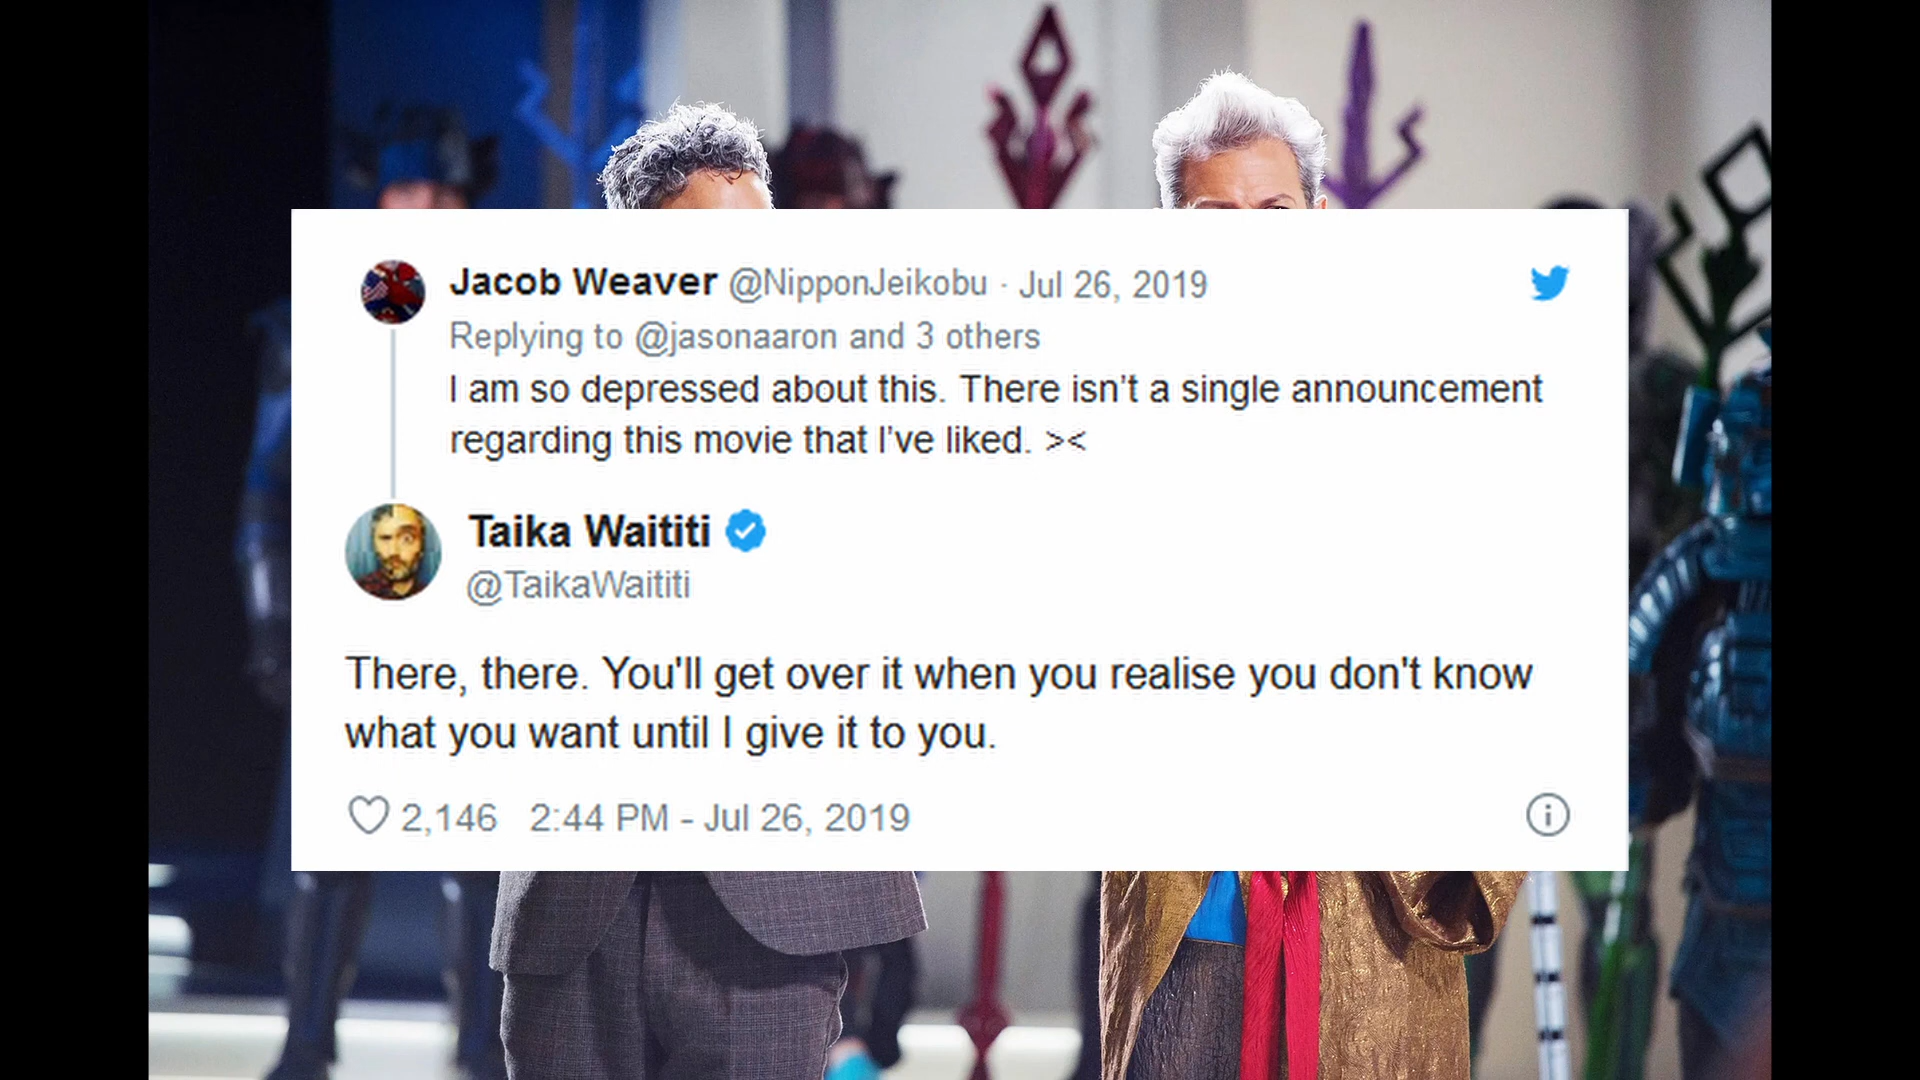 Jacob Weaver @NipponJeikobu · Jul 26, 2019
Replying to @jasonaaron and 3 others
I am so depressed about this. There isn't a single announcement
regarding this movie that I've liked. ><
Taika Waititi
@TaikaWaititi
There, there. You'll get over it when you realise you don't know
what you want until I give it to you.
2,146 2:44 PM - Jul 26, 2019